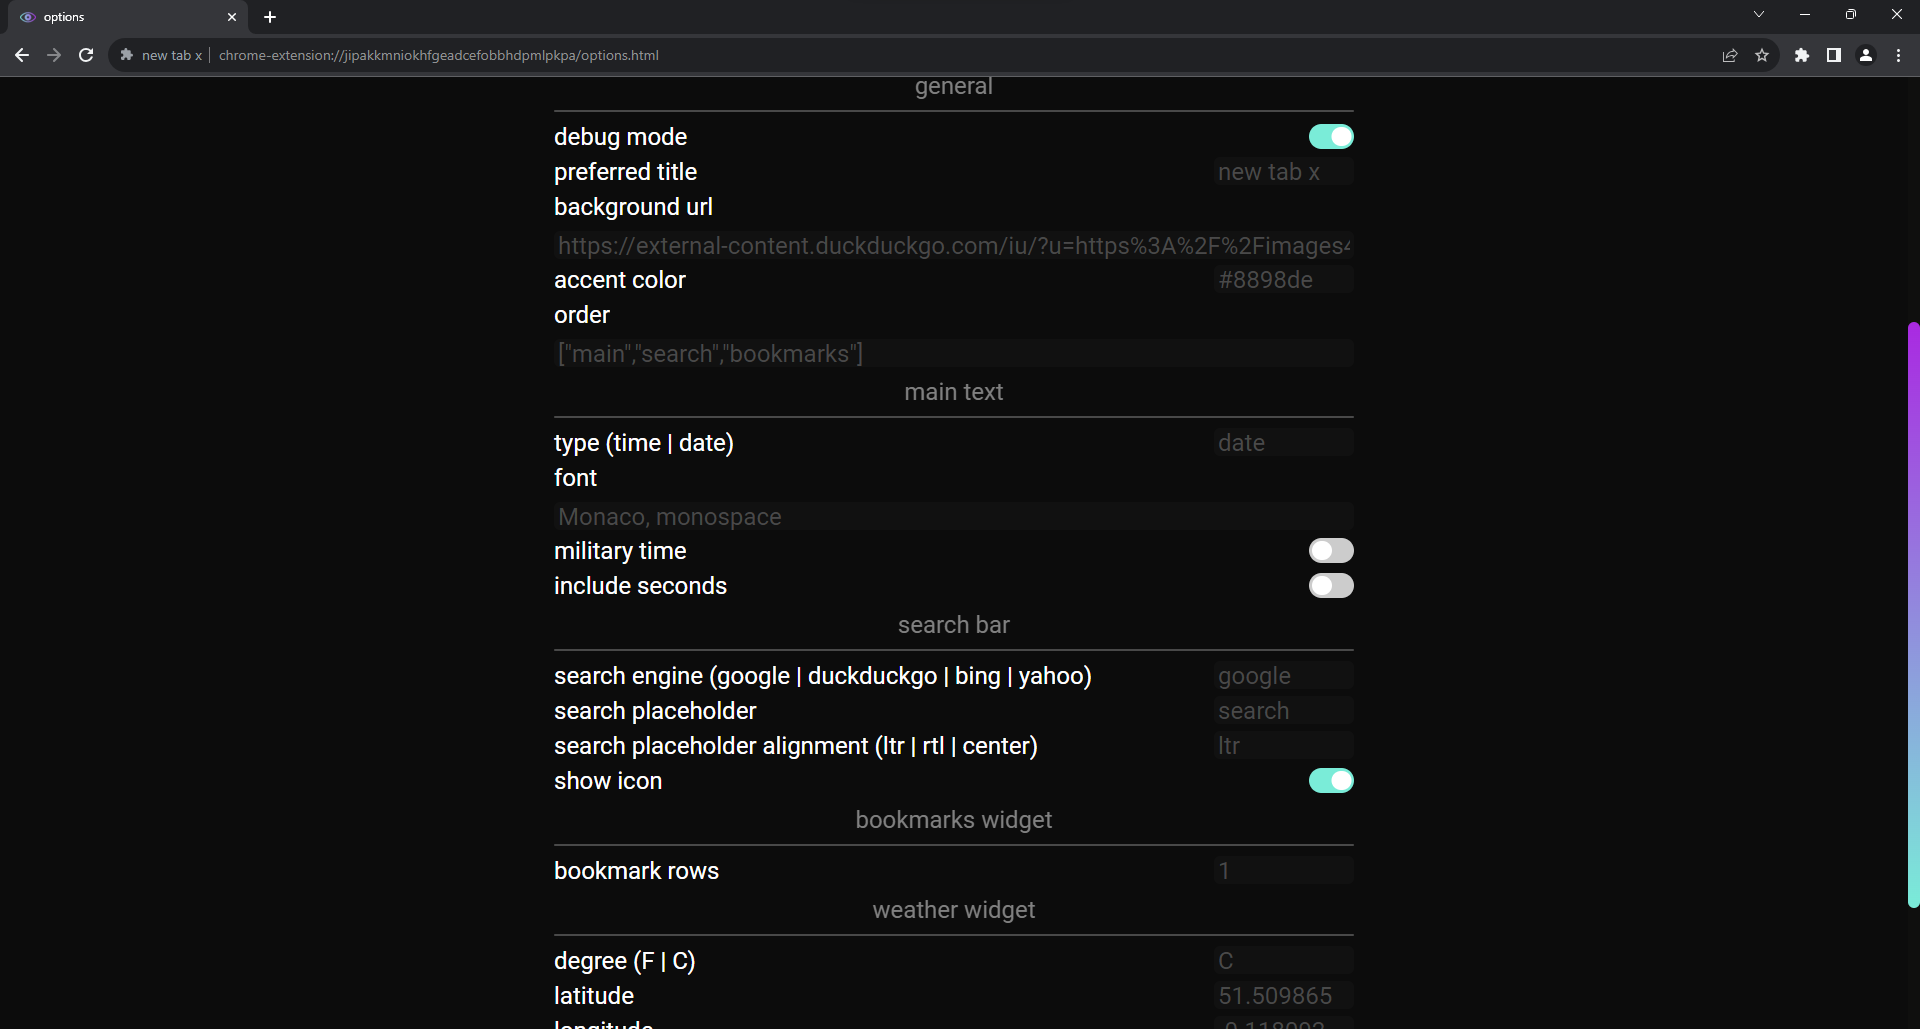 options
new tab x
chrome-extension://jipakkmniokhfgeadcefobbhdpmlpkpa/options.html
general
debug mode
preferred title new tab x
background url
https://external-content.duckduckgo.com/iu/?u=https%3A%2F%2Fimages4
accent color #8898de
order
["main","search","bookmarks"]
main text
type (time | date) date
font
Monaco, monospace
military time
include seconds
search bar
search engine (google | duckduckgo | bing | yahoo) google
search placeholder search
search placeholder alignment (ltr | rtl | center) ltr
show icon
bookmarks widget
bookmark rows 1
weather widget
degree (F | C) C
latitude 51.509865
longitude -0.118092